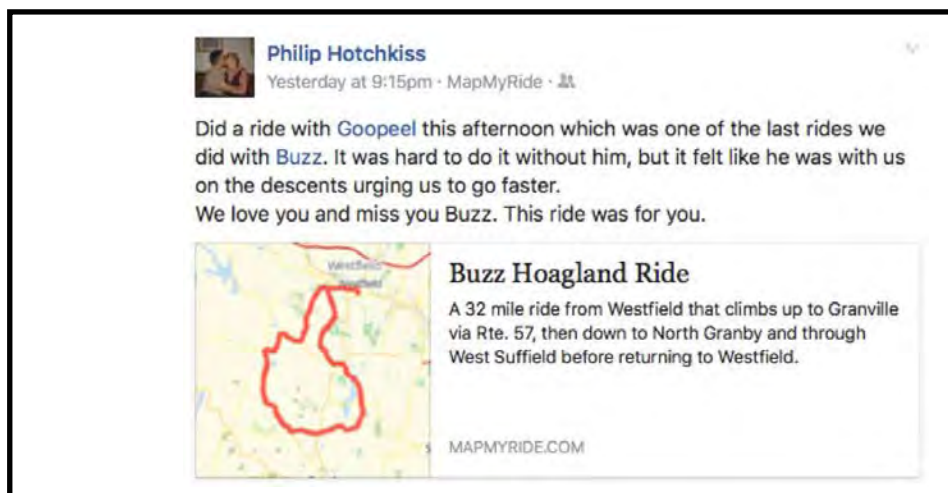 Philip Hotchkiss
Yesterday at 9:15pm · MapMyRide ·
Did a ride with Goopeel this afternoon which was one of the last rides we
did with Buzz. It was hard to do it without him, but it felt like he was with us
on the descents urging us to go faster.
We love you and miss you Buzz. This ride was for you.
Westfield
Westfield
Buzz Hoagland Ride
A 32 mile ride from Westfield that climbs up to Granville
via Rte. 57, then down to North Granby and through
West Suffield before returning to Westfield.
MAPMYRIDE.COM